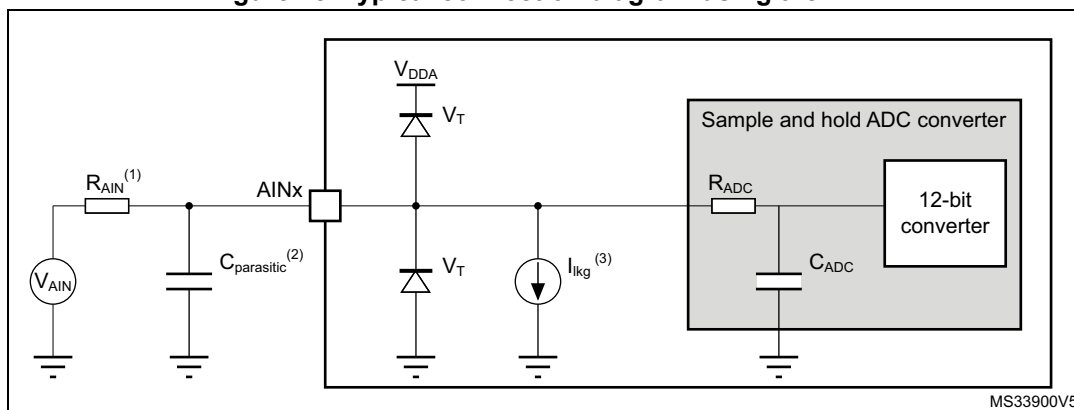 V_DDA
V_T
Sample and hold ADC converter
R_AIN(1)
AINx
R_ADC
12-bit
converter
C_parasitic(2)
V_T
I_lkg(3)
C_ADC
V_AIN
MS33900V5